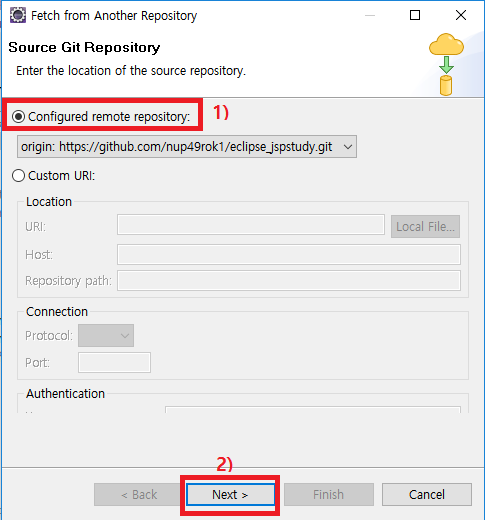 Fetch from Another Repository
Source Git Repository
Enter the location of the source repository.
Configured remote repository:
1)
origin: https://github.com/nup49rok1/eclipse_jspstudy.git
Custom URI:
Location
URI:
Local File...
Host:
Repository path:
Connection
Protocol:
Port:
Authentication
2)
< Back
Next >
Finish
Cancel